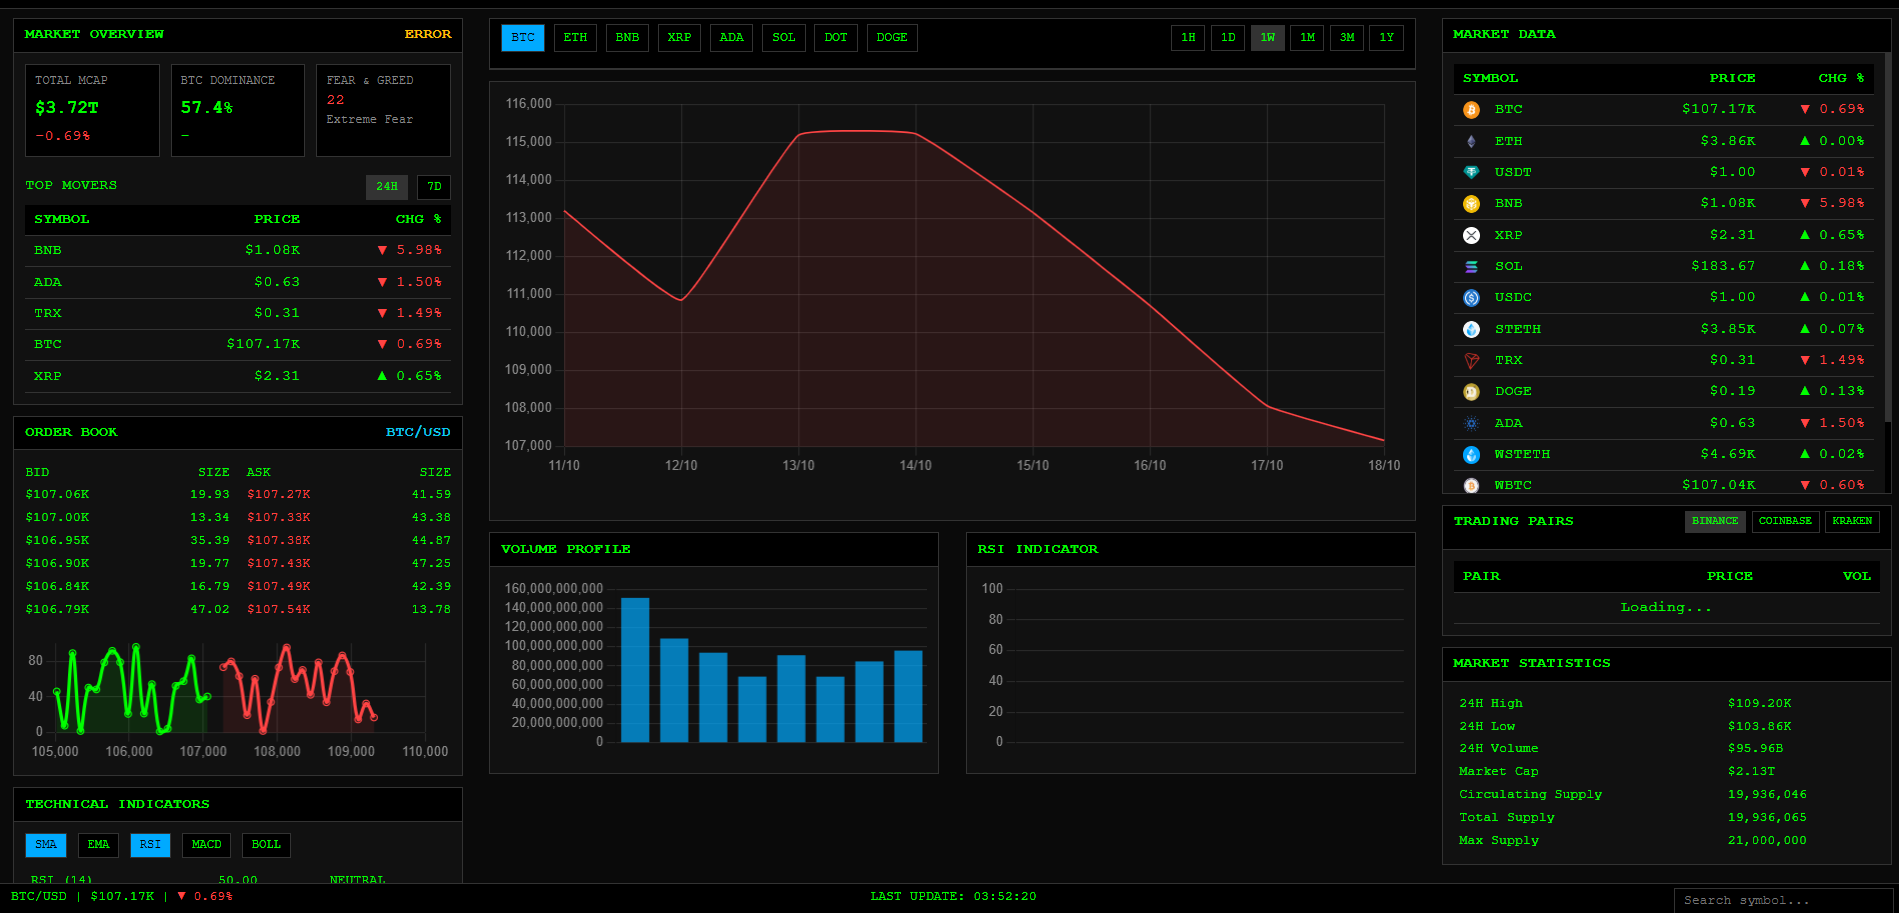 MARKET OVERVIEW ERROR
TOTAL MCAP
$3.72T
-0.69%
BTC DOMINANCE
57.4%
–
FEAR & GREED
22
Extreme Fear
TOP MOVERS 24H 7D
SYMBOL PRICE CHG %
BNB $1.08K ▼ 5.98%
ADA $0.63 ▼ 1.50%
TRX $0.31 ▼ 1.49%
BTC $107.17K ▼ 0.69%
XRP $2.31 ▲ 0.65%
ORDER BOOK BTC/USD
BID SIZE ASK SIZE
$107.06K 19.93 $107.27K 41.59
$107.00K 13.34 $107.33K 43.38
$106.95K 35.39 $107.38K 44.87
$106.90K 19.77 $107.43K 47.25
$106.84K 16.79 $107.49K 42.39
$106.79K 47.02 $107.54K 13.78
80
40
0
105,000 106,000 107,000 108,000 109,000 110,000
TECHNICAL INDICATORS
SMA EMA RSI MACD BOLL
RSI (14) 50.00 NEUTRAL
BTC ETH BNB XRP ADA SOL DOT DOGE 1H 1D 1W 1M 3M 1Y
116,000
115,000
114,000
113,000
112,000
111,000
110,000
109,000
108,000
107,000
11/10 12/10 13/10 14/10 15/10 16/10 17/10 18/10
VOLUME PROFILE
160,000,000,000
140,000,000,000
120,000,000,000
100,000,000,000
80,000,000,000
60,000,000,000
40,000,000,000
20,000,000,000
0
RSI INDICATOR
100
80
60
40
20
0
MARKET DATA
SYMBOL PRICE CHG %
BTC $107.17K ▼ 0.69%
ETH $3.86K ▲ 0.00%
USDT $1.00 ▼ 0.01%
BNB $1.08K ▼ 5.98%
XRP $2.31 ▲ 0.65%
SOL $183.67 ▲ 0.18%
USDC $1.00 ▲ 0.01%
STETH $3.85K ▲ 0.07%
TRX $0.31 ▼ 1.49%
DOGE $0.19 ▲ 0.13%
ADA $0.63 ▼ 1.50%
WSTETH $4.69K ▲ 0.02%
WBTC $107.04K ▼ 0.60%
TRADING PAIRS BINANCE COINBASE KRAKEN
PAIR PRICE VOL
Loading...
MARKET STATISTICS
24H High $109.20K
24H Low $103.86K
24H Volume $95.96B
Market Cap $2.13T
Circulating Supply 19,936,046
Total Supply 19,936,065
Max Supply 21,000,000
BTC/USD | $107.17K | ▼ 0.69%
LAST UPDATE: 03:52:20
Search symbol...